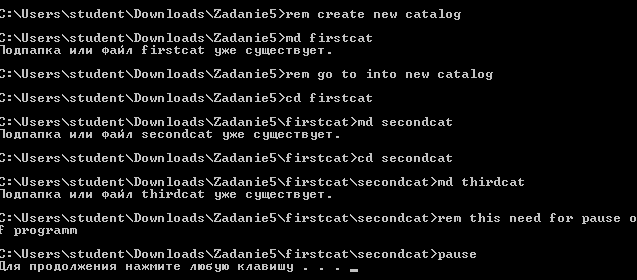 C:\Users\student\Downloads\Zadanie5>rem create new catalog
C:\Users\student\Downloads\Zadanie5>md firstcat
Подпапка или файл firstcat уже существует.
C:\Users\student\Downloads\Zadanie5>rem go to into new catalog
C:\Users\student\Downloads\Zadanie5>cd firstcat
C:\Users\student\Downloads\Zadanie5\firstcat>md secondcat
Подпапка или файл secondcat уже существует.
C:\Users\student\Downloads\Zadanie5\firstcat>cd secondcat
C:\Users\student\Downloads\Zadanie5\firstcat\secondcat>md thirdcat
Подпапка или файл thirdcat уже существует.
C:\Users\student\Downloads\Zadanie5\firstcat\secondcat>rem this need for pause o
f programm
C:\Users\student\Downloads\Zadanie5\firstcat\secondcat>pause
Для продолжения нажмите любую клавишу . . .